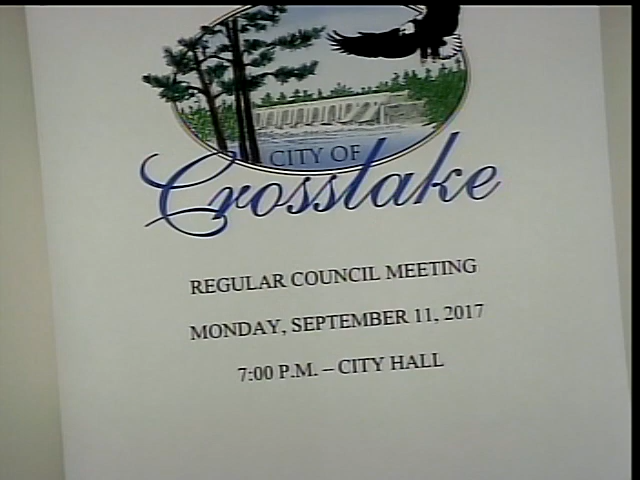 CITY OF
Crosslake
REGULAR COUNCIL MEETING
MONDAY, SEPTEMBER 11, 2017
7:00 P.M. – CITY HALL